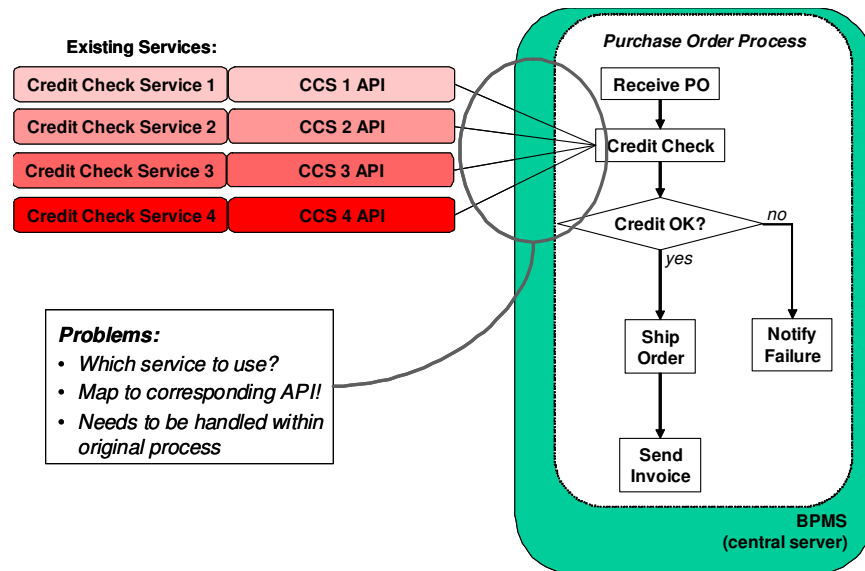 Existing Services:
Credit Check Service 1
CCS 1 API
Credit Check Service 2
CCS 2 API
Credit Check Service 3
CCS 3 API
Credit Check Service 4
CCS 4 API
Problems:
• Which service to use?
• Map to corresponding API!
• Needs to be handled within
original process
Purchase Order Process
Receive PO
Credit Check
Credit OK?
no
yes
Ship
Order
Notify
Failure
Send
Invoice
BPMS
(central server)